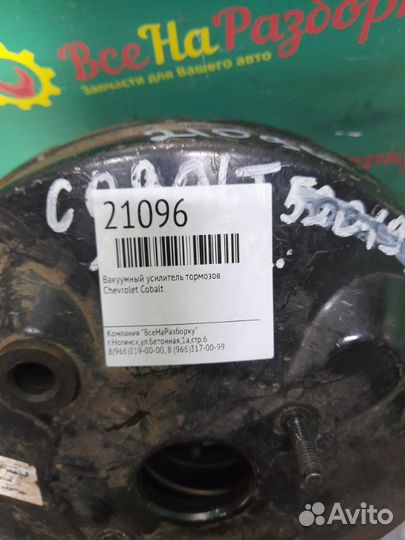 ВсеНаРазборку
Запчасти для Вашего авто
21096
Вакуумный усилитель тормозов
Chevrolet Cobalt
Компания "ВсеНаРазборку"
г.Ногинск,ул.Бетонная,1а,стр.6
8(966)319-00-00, 8 (966)317-00-99
Avito